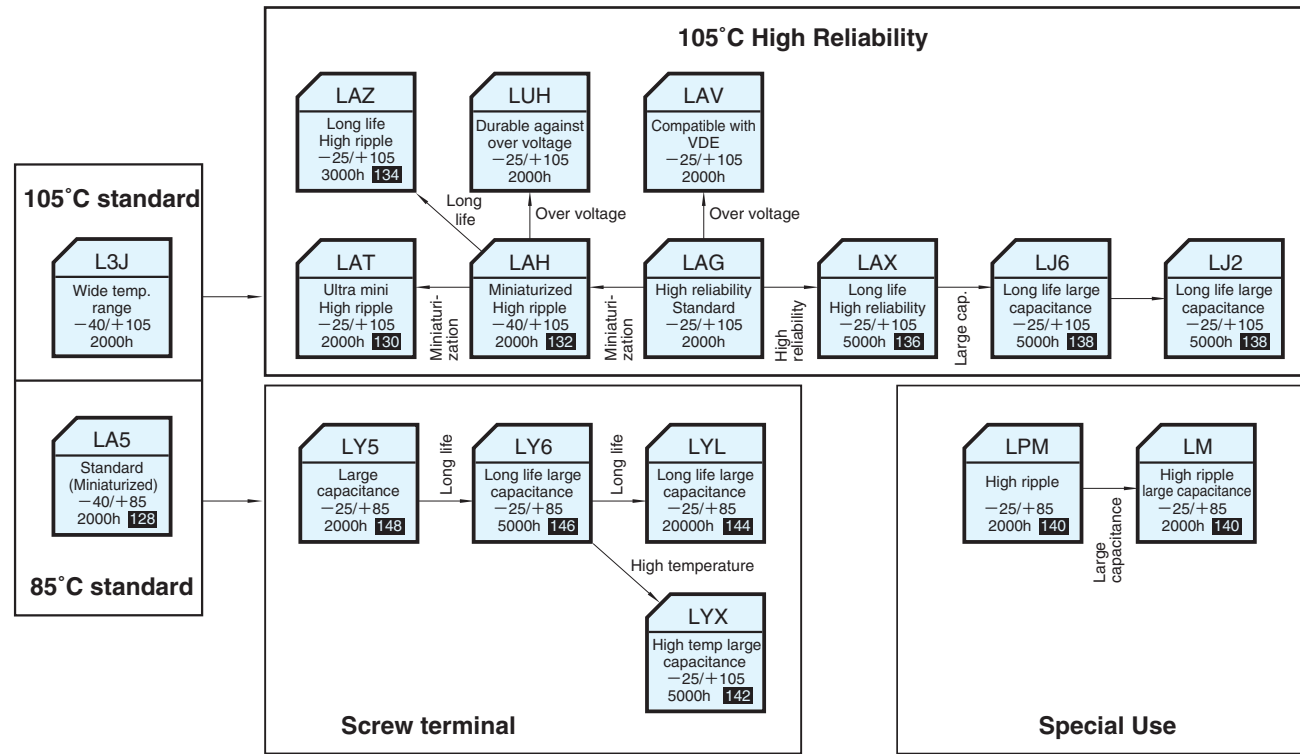 105˚C High Reliability
LAZ
Long life
High ripple
−25/+105
3000h 134
LUH
Durable against
over voltage
−25/+105
2000h
LAV
Compatible with
VDE
−25/+105
2000h
Long
life
Over voltage
Over voltage
105˚C standard
L3J
Wide temp.
range
−40/+105
2000h
LAT
Ultra mini
High ripple
−25/+105
2000h 130
Miniaturi-
zation
LAH
Miniaturized
High ripple
−40/+105
2000h 132
Miniaturi-
zation
LAG
High reliability
Standard
−25/+105
2000h
High
reliability
LAX
Long life
High reliability
−25/+105
5000h 136
Large cap.
LJ6
Long life large
capacitance
−25/+105
5000h 138
LJ2
Long life large
capacitance
−25/+105
5000h 138
LA5
Standard
(Miniaturized)
−40/+85
2000h 128
85˚C standard
LY5
Large
capacitance
−25/+85
2000h 148
Long life
LY6
Long life large
capacitance
−25/+85
5000h 146
Long life
LYL
Long life large
capacitance
−25/+85
20000h 144
High temperature
LYX
High temp large
capacitance
−25/+105
5000h 142
Screw terminal
LPM
High ripple
−25/+85
2000h 140
Large
capacitance
LM
High ripple
large capacitance
−25/+85
2000h 140
Special Use